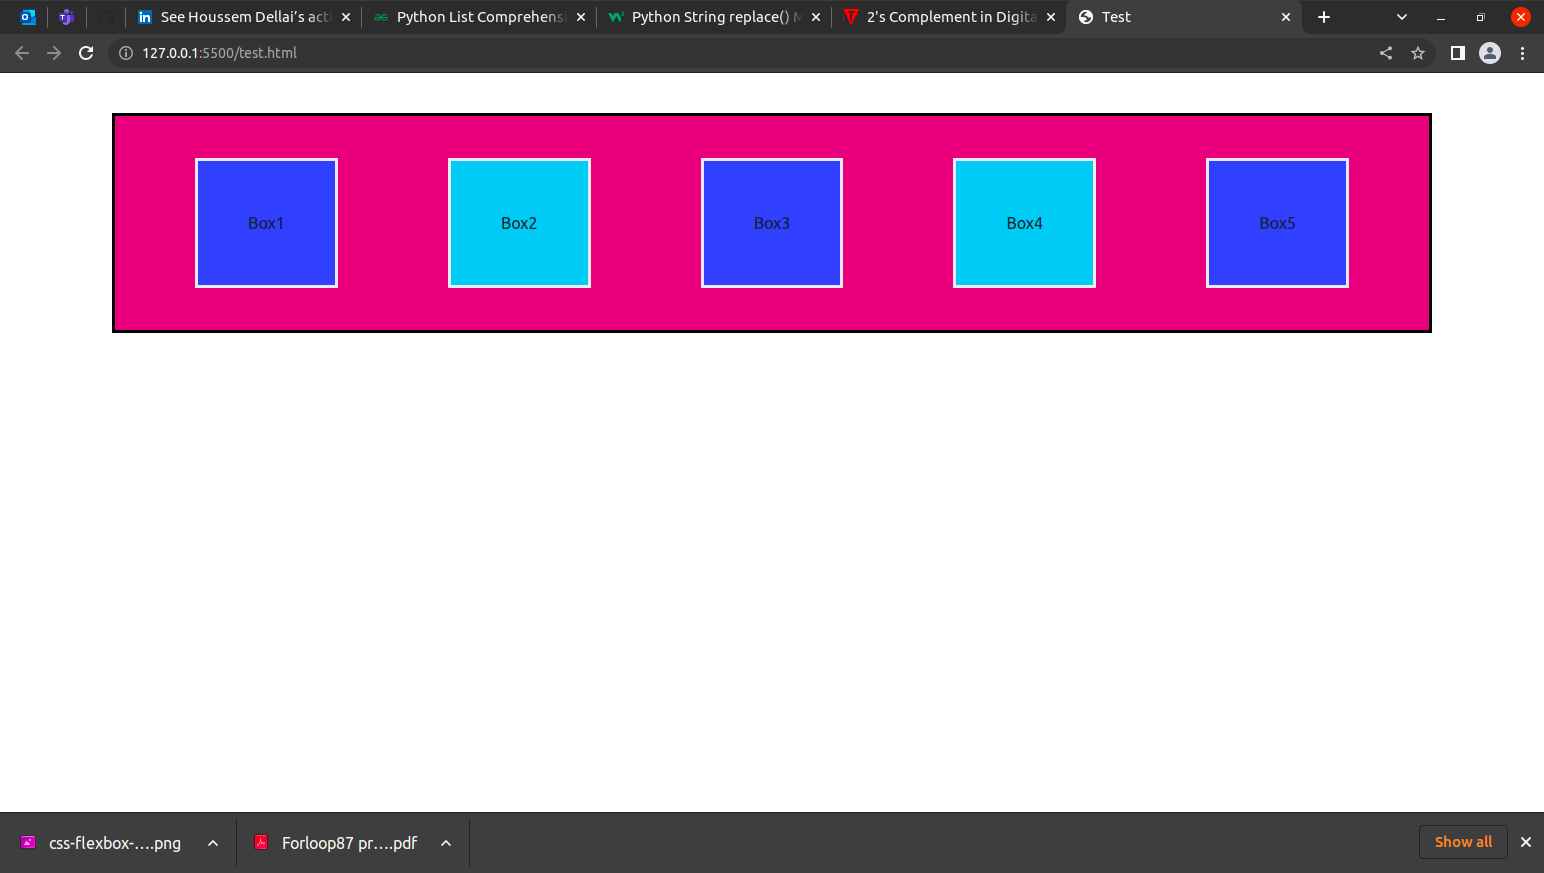 See Houssem Dellai's acti
Python List Comprehensi
Python String replace() M
2's Complement in Digita
Test
127.0.0.1:5500/test.html
Box1
Box2
Box3
Box4
Box5
css-flexbox-....png
Forloop87 pr....pdf
Show all